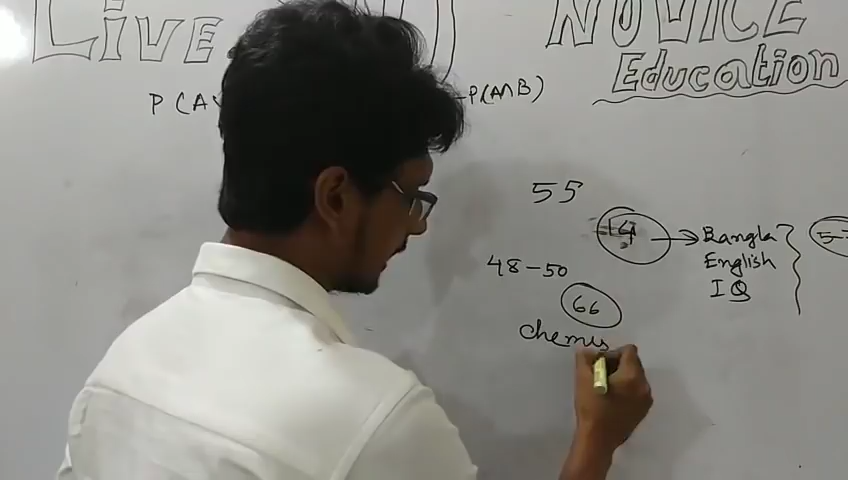 Live NOVICE
Education
P(A P(A∩B)
55
14 → Bangla
English
IQ
48-50
66
chemis